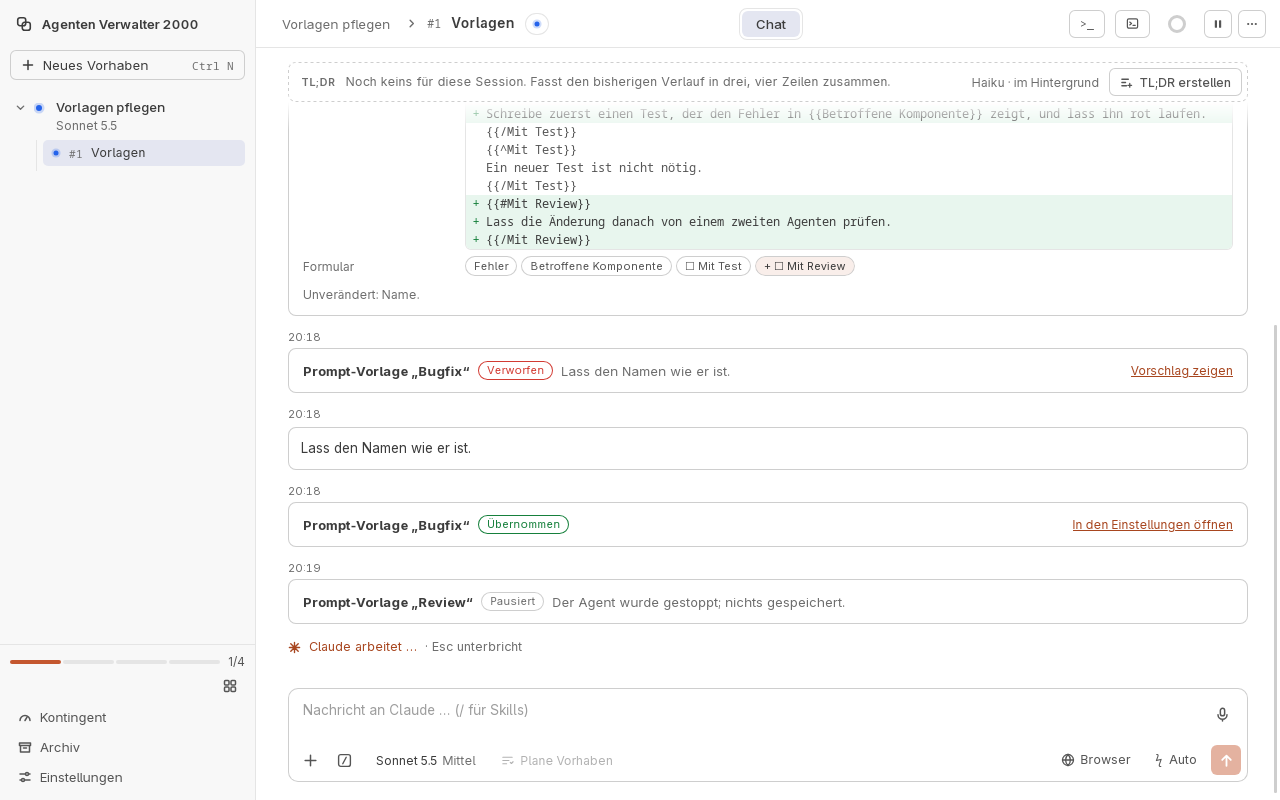 Agenten Verwalter 2000
Neues Vorhaben Ctrl N
Vorlagen pflegen
Sonnet 5.5
#1 Vorlagen
1/4
Kontingent
Archiv
Einstellungen
Vorlagen pflegen #1 Vorlagen
Chat
>_
TL;DR Noch keins für diese Session. Fasst den bisherigen Verlauf in drei, vier Zeilen zusammen. Haiku · im Hintergrund TL;DR erstellen
+ Schreibe zuerst einen Test, der den Fehler in {{Betroffene Komponente}} zeigt, und lass ihn rot laufen.
{{/Mit Test}}
{{^Mit Test}}
Ein neuer Test ist nicht nötig.
{{/Mit Test}}
+ {{#Mit Review}}
+ Lass die Änderung danach von einem zweiten Agenten prüfen.
+ {{/Mit Review}}
Formular Fehler Betroffene Komponente ☐ Mit Test + ☐ Mit Review
Unverändert: Name.
20:18
Prompt-Vorlage „Bugfix“ Verworfen Lass den Namen wie er ist. Vorschlag zeigen
20:18
Lass den Namen wie er ist.
20:18
Prompt-Vorlage „Bugfix“ Übernommen In den Einstellungen öffnen
20:19
Prompt-Vorlage „Review“ Pausiert Der Agent wurde gestoppt; nichts gespeichert.
Claude arbeitet … · Esc unterbricht
Nachricht an Claude … (/ für Skills)
Sonnet 5.5 Mittel Plane Vorhaben Browser Auto